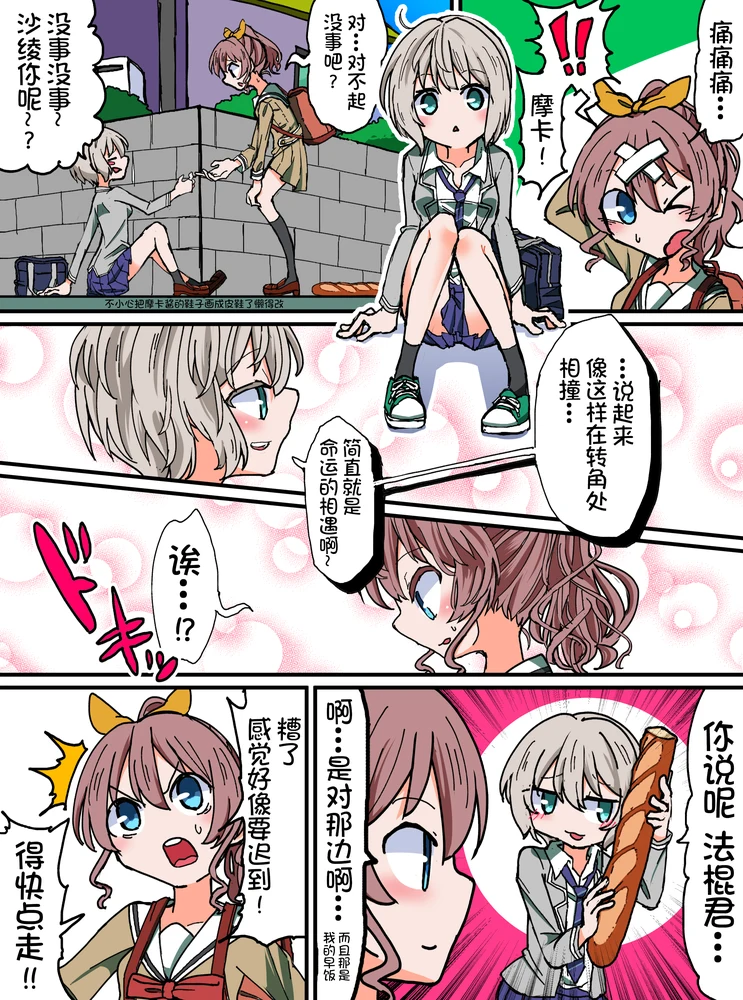 痛痛痛…
!!
摩卡！
对…对不起
没事吧？
没事没事~
沙绫你呢~？
不小心把摩卡酱的鞋子画成皮鞋了懒得改
…说起来
像这样在转角处
相撞…
简直就是
命运的相遇啊~
诶…!?
ドキッ
你说呢 法棍君…
啊…是对那边啊…
而且那是
我的早饭
糟了
感觉好像要迟到！
得快点走!!